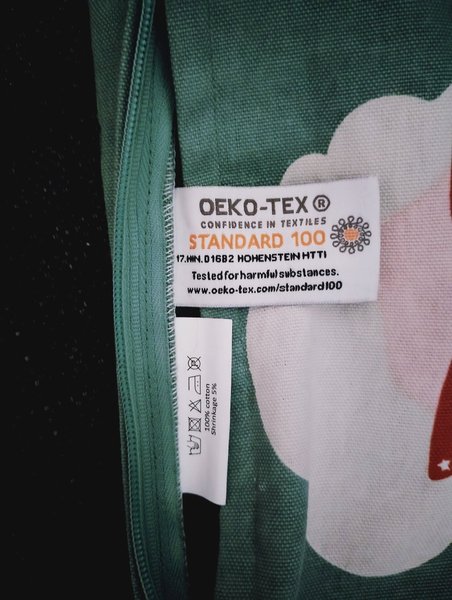 OEKO-TEX®
CONFIDENCE IN TEXTILES
STANDARD 100
17.HIN.01682 HOHENSTEIN HTTI
Tested for harmful substances.
www.oeko-tex.com/standard100
100% cotton
Shrinkage 5%